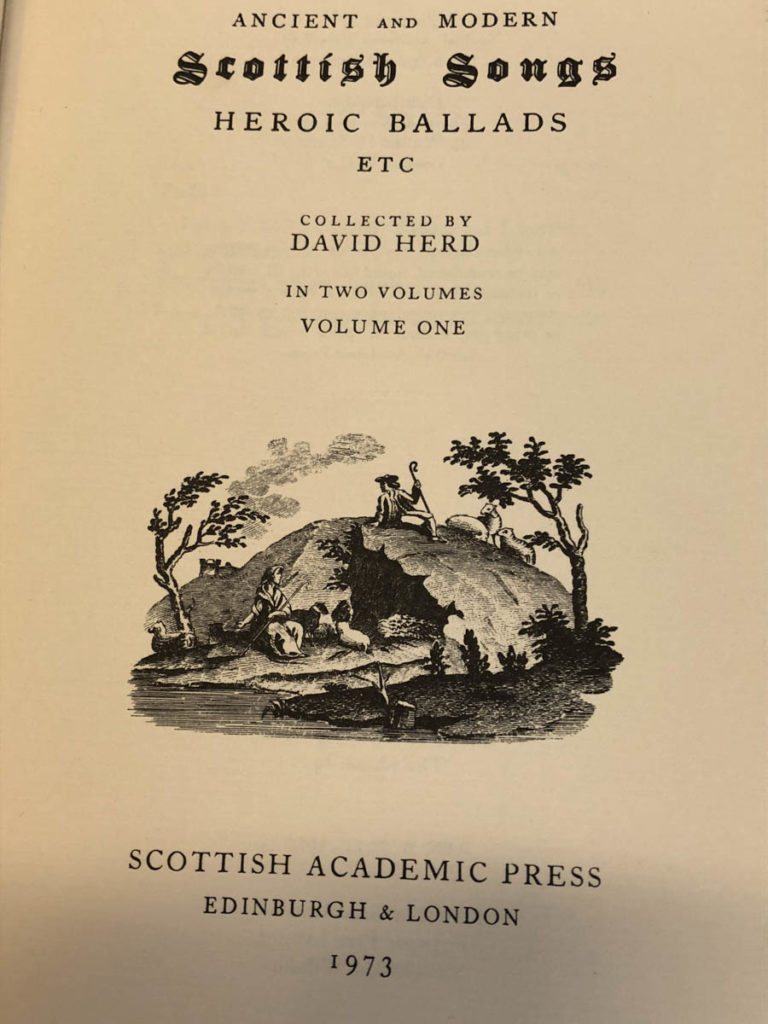 ANCIENT AND MODERN
Scottish Songs
HEROIC BALLADS
ETC
COLLECTED BY
DAVID HERD
IN TWO VOLUMES
VOLUME ONE
SCOTTISH ACADEMIC PRESS
EDINBURGH & LONDON
1973